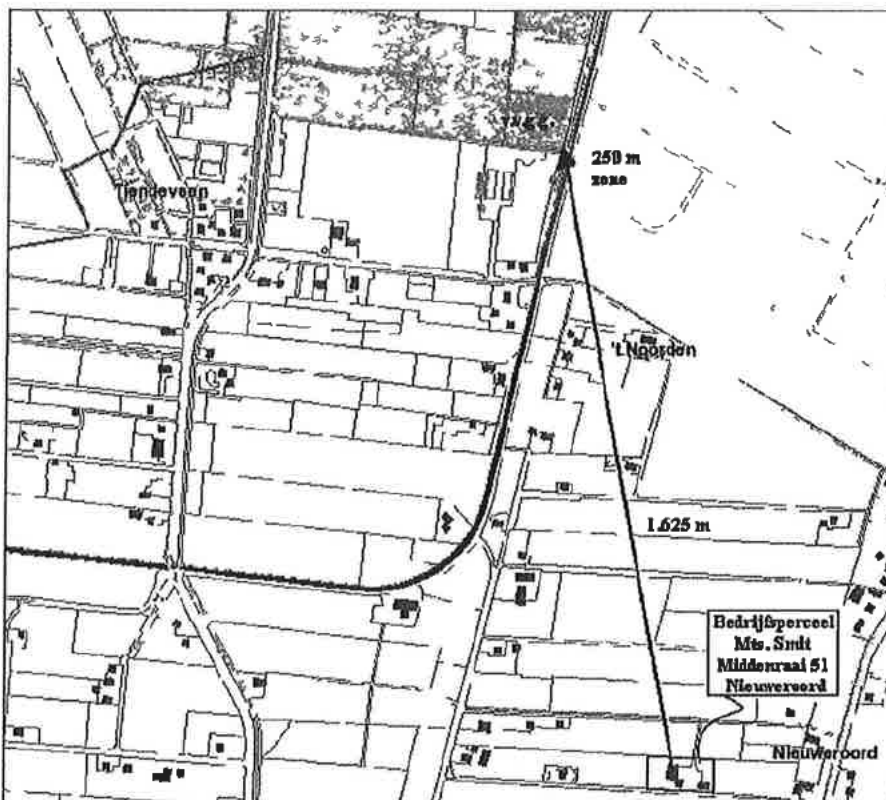 250 m
zone
Tiendeveen
't Noorden
1.625 m
Bedrijfsperceel
Mts. Smit
Middenraai 51
Nieuweroord
Nieuweroord